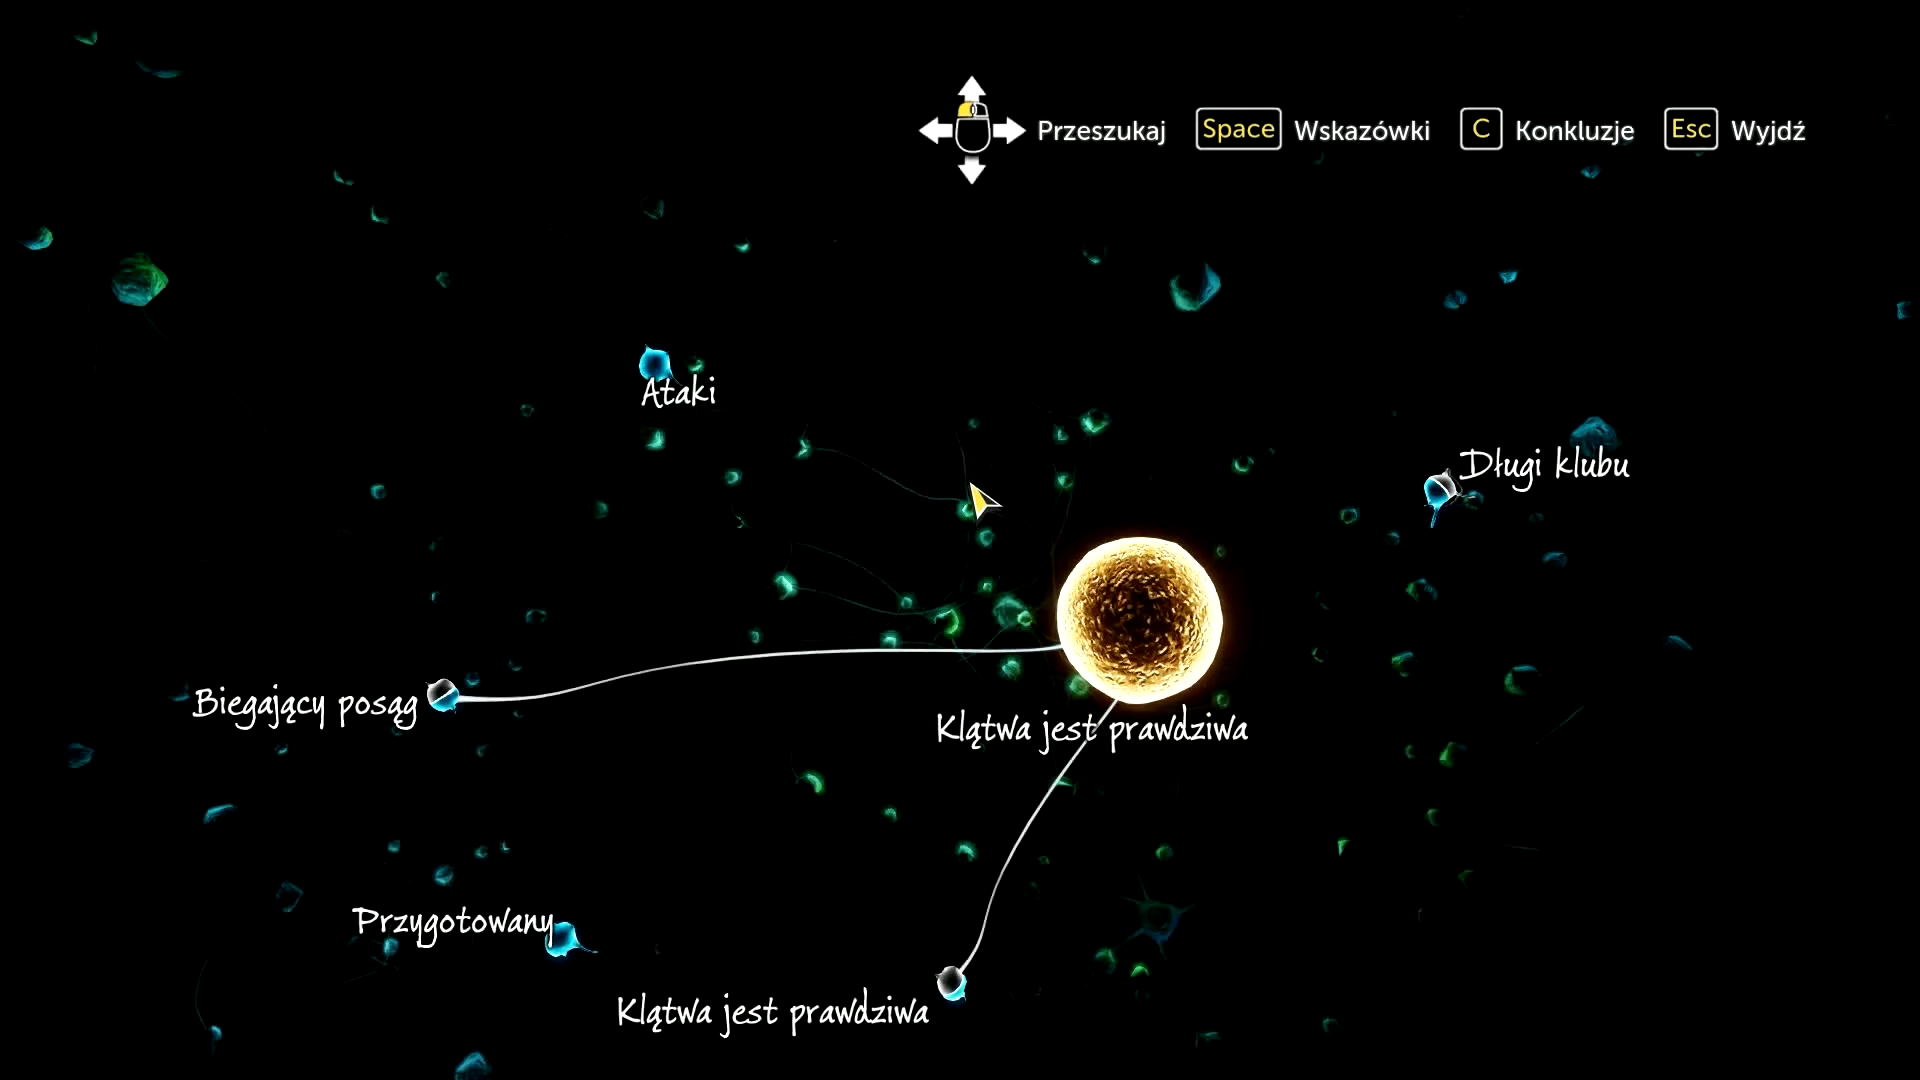 Przeszukaj
Space Wskazówki
C Konkluzje
Esc Wyjdź
Ataki
Długi klubu
Biegający posąg
Klątwa jest prawdziwa
Przygotowany
Klątwa jest prawdziwa